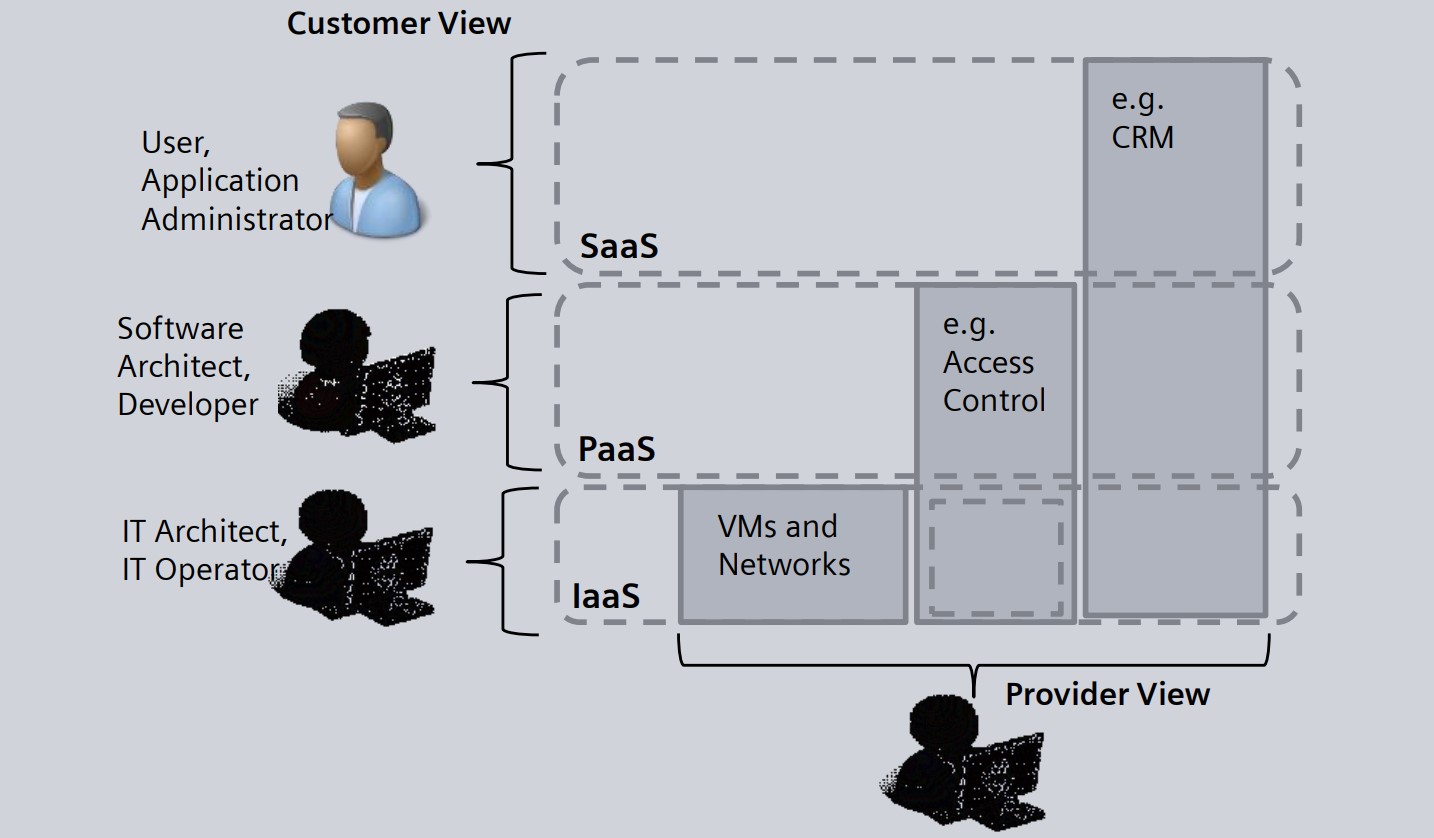 Customer View
User,
Application
Administrator
e.g.
CRM
SaaS
Software
Architect,
Developer
e.g.
Access
Control
PaaS
IT Architect,
IT Operator
VMs and
Networks
IaaS
Provider View